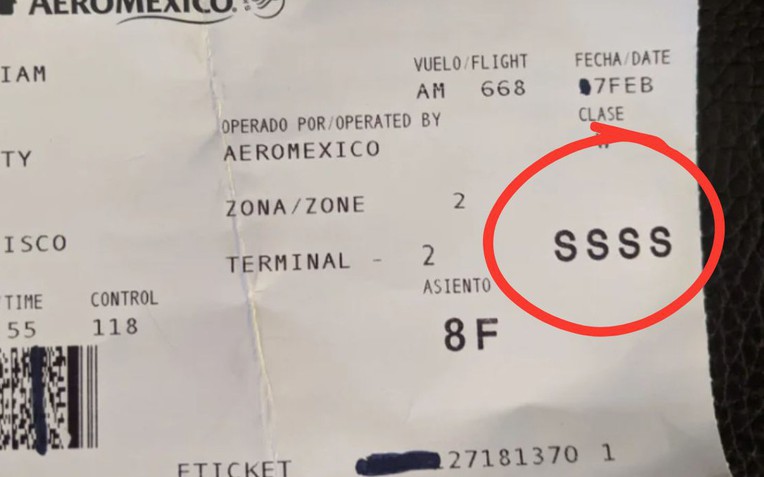 AEROMEXICO.
IAM
VUELO/FLIGHT FECHA/DATE
AM 668 7FEB
OPERADO POR/OPERATED BY CLASE
TY AEROMEXICO
ZONA/ZONE 2
ISCO SSSS
TERMINAL - 2
TIME CONTROL ASIENTO
55 118 8F
ETICKET 27181370 1